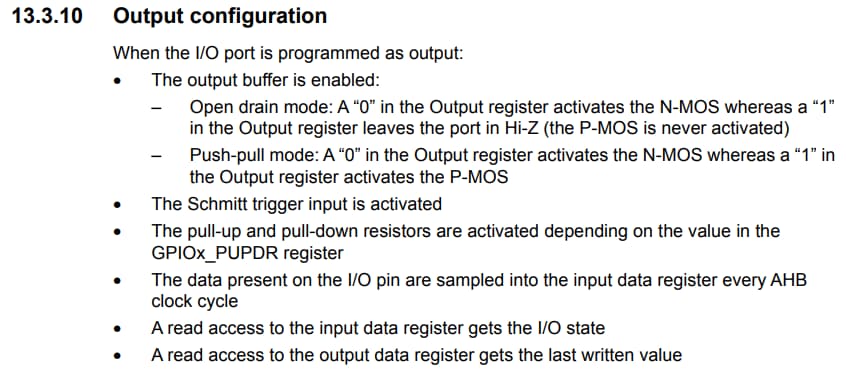 13.3.10 Output configuration
When the I/O port is programmed as output:
• The output buffer is enabled:
– Open drain mode: A “0” in the Output register activates the N-MOS whereas a “1”
in the Output register leaves the port in Hi-Z (the P-MOS is never activated)
– Push-pull mode: A “0” in the Output register activates the N-MOS whereas a “1” in
the Output register activates the P-MOS
• The Schmitt trigger input is activated
• The pull-up and pull-down resistors are activated depending on the value in the
GPIOx_PUPDR register
• The data present on the I/O pin are sampled into the input data register every AHB
clock cycle
• A read access to the input data register gets the I/O state
• A read access to the output data register gets the last written value